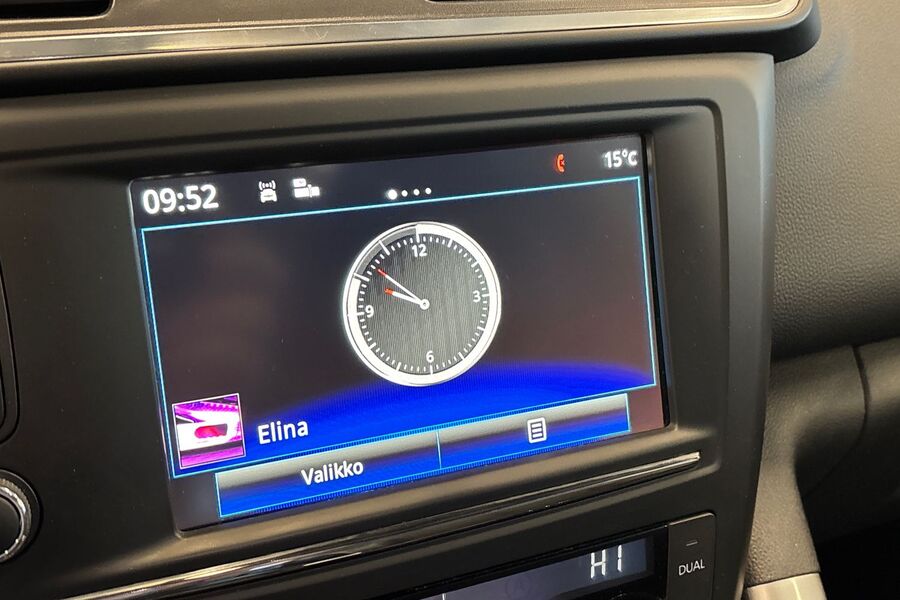 09:52
15°C
12
3
9
6
Elina
Valikko
HI
DUAL